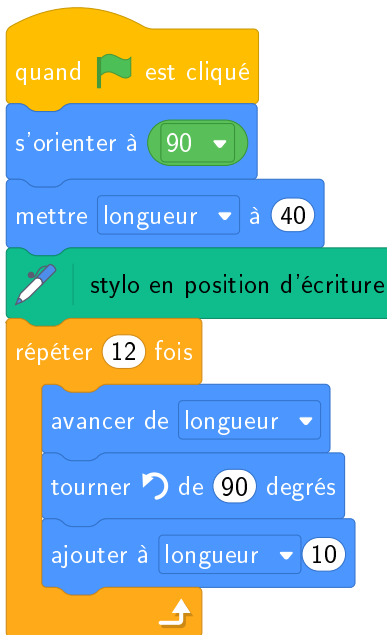 quand est cliqué
s'orienter à 90
mettre longueur à 40
stylo en position d'écriture
répéter 12 fois
avancer de longueur
tourner de 90 degrés
ajouter à longueur 10